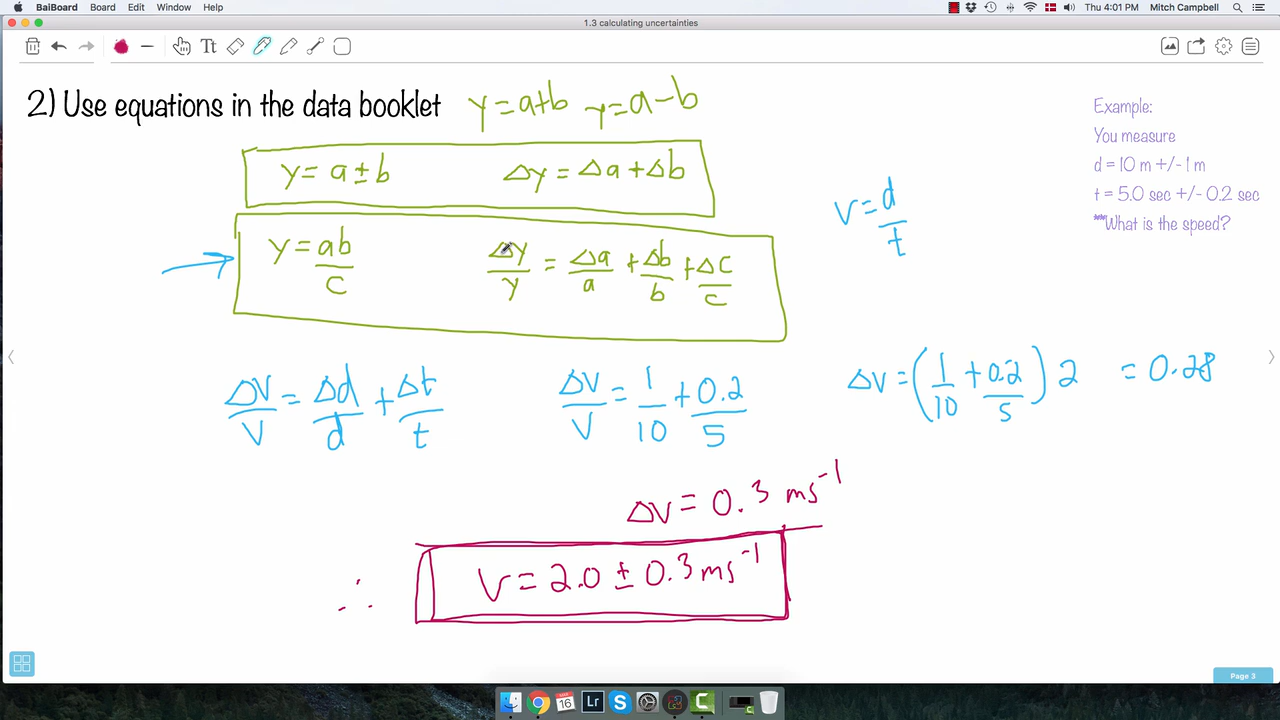 BaiBoard Board Edit Window Help Thu 4:01 PM Mitch Campbell
1.3 calculating uncertainties
Tt
2) Use equations in the data booklet y = a+b y = a-b
Example:
You measure
d = 10 m +/- 1 m
t = 5.0 sec +/- 0.2 sec
**What is the speed?
y = a ± b Δy = Δa + Δb
v = d/t
y = ab/c Δy/y = Δa/a + Δb/b + Δc/c
Δv/v = Δd/d + Δt/t Δv/v = 1/10 + 0.2/5 Δv = (1/10 + 0.2/5) 2 = 0.28
Δv = 0.3 ms⁻¹
∴ v = 2.0 ± 0.3 ms⁻¹
Page 3
16 Lr S C